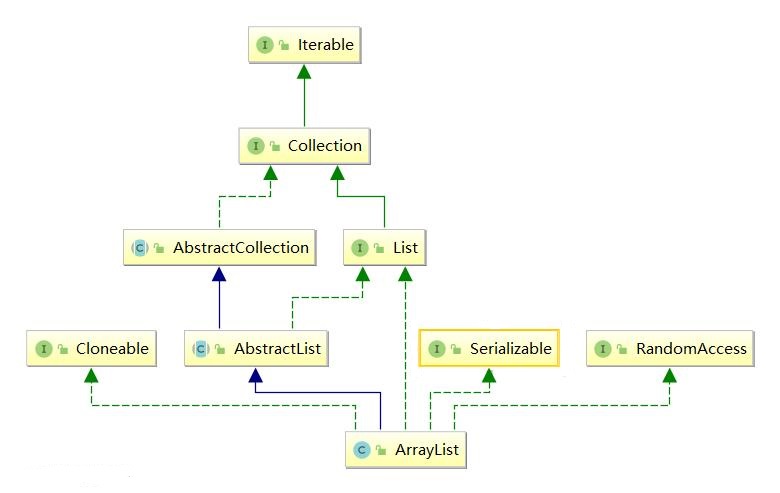 I Iterable
I Collection
C AbstractCollection
I List
I Cloneable
C AbstractList
I Serializable
I RandomAccess
C ArrayList